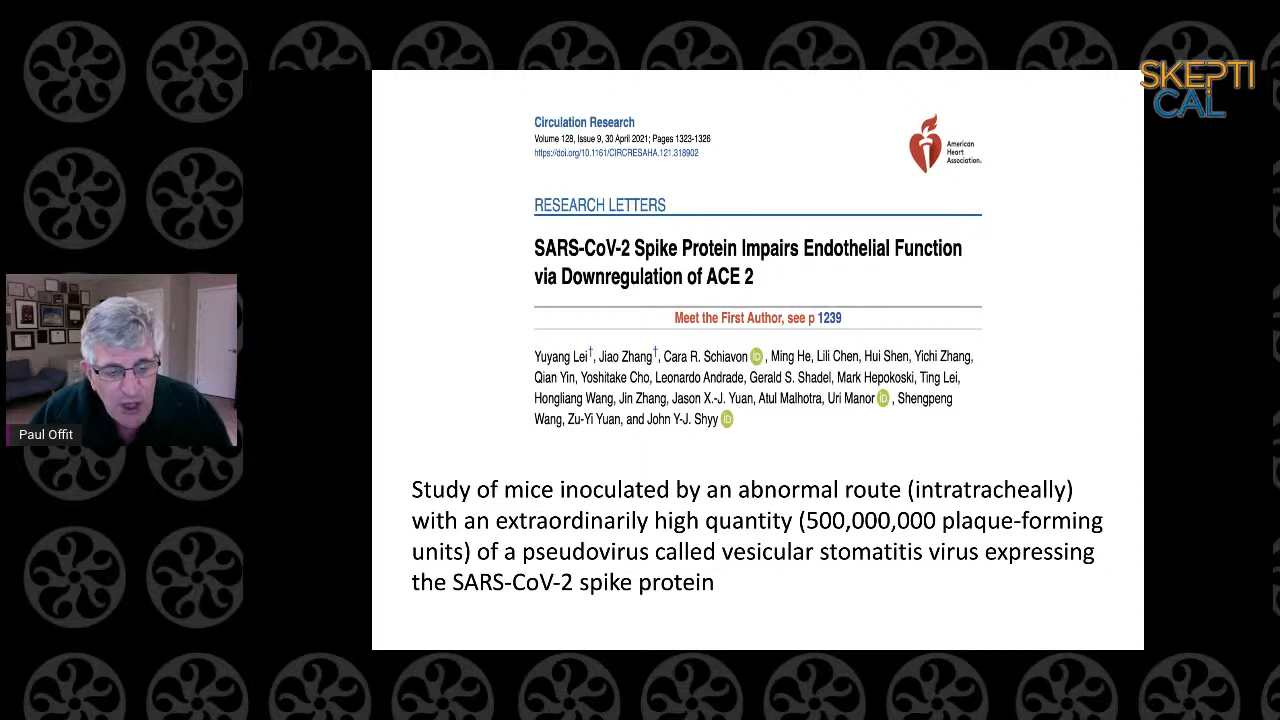 SKEPTI
CAL
Circulation Research
Volume 128, Issue 9, 30 April 2021; Pages 1323-1326
https://doi.org/10.1161/CIRCRESAHA.121.318902
American
Heart
Association.
RESEARCH LETTERS
SARS-CoV-2 Spike Protein Impairs Endothelial Function
via Downregulation of ACE 2
Meet the First Author, see p 1239
Yuyang Lei†, Jiao Zhang†, Cara R. Schiavon iD, Ming He, Lili Chen, Hui Shen, Yichi Zhang,
Qian Yin, Yoshitake Cho, Leonardo Andrade, Gerald S. Shadel, Mark Hepokoski, Ting Lei,
Hongliang Wang, Jin Zhang, Jason X.-J. Yuan, Atul Malhotra, Uri Manor iD, Shengpeng
Wang, Zu-Yi Yuan, and John Y-J. Shyy iD
Study of mice inoculated by an abnormal route (intratracheally)
with an extraordinarily high quantity (500,000,000 plaque-forming
units) of a pseudovirus called vesicular stomatitis virus expressing
the SARS-CoV-2 spike protein
Paul Offit